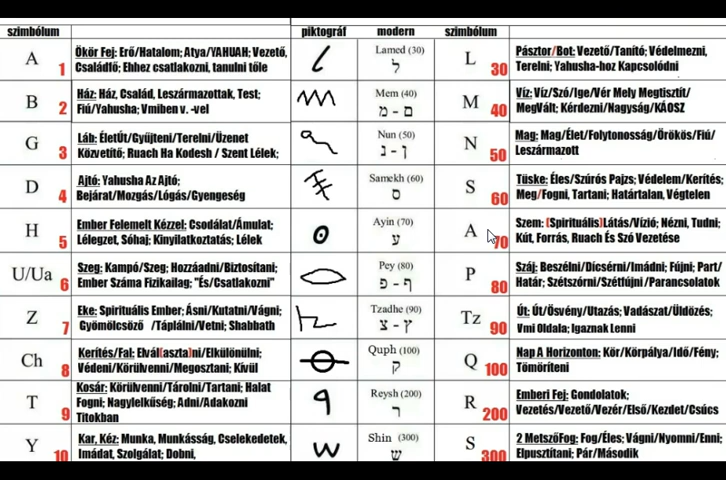 szimbólum
A
1
Ökör Fej: Erő/Hatalom; Atya/YAHUAH; Vezető,
Családfő; Ehhez csatlakozni, tanulni tőle
B
2
Ház: Ház, Család, Leszármazottak, Test;
Fiú/Yahusha; Vmiben v. -vel
G
3
Láb: ÉletÚt/Gyűjteni/Terelni/Üzenet
Közvetítő; Ruach Ha Kodesh / Szent Lélek;
D
4
Ajtó: Yahusha Az Ajtó;
Bejárat/Mozgás/Lógás/Gyengeség
H
5
Ember Felemelt Kézzel: Csodálat/Ámulat;
Lélegzet, Sóhaj; Kinyilatkoztatás; Lélek
U/Ua
6
Szeg: Kampó/Szeg; Hozzáadni/Biztosítani;
Ember Száma Fizikailag; "És/Csatlakozni"
Z
7
Eke: Spirituális Ember; Ásni/Kutatni/Vágni;
Gyümölcsöző /Táplálni/Vetni; Shabbath
Ch
8
Kerítés/Fal: Elvál(aszta)ni/Elkülönülni;
Védeni/Körülvenni/Megosztani; Kívül
T
9
Kosár: Körülvenni/Tárolni/Tartani; Halat
Fogni; Nagylelkűség; Adni/Adakozni
Titokban
Y
10
Kar, Kéz: Munka, Munkásság, Cselekedetek,
Imádat, Szolgálat; Dobni,
piktográf
modern
szimbólum
Lamed (30)
ל
L
30
Pásztor/Bot: Vezető/Tanító; Védelmezni,
Terelni; Yahusha-hoz Kapcsolódni
Mem (40)
מ - ם
M
40
Víz: Víz/Szó/Ige/Vér Mely Megtisztít/
MegVált; Kérdezni/Nagyság/KÁOSZ
Nun (50)
נ - ן
N
50
Mag: Mag/Élet/Folytonosság/Örökös/Fiú/
Leszármazott
Samekh (60)
ס
S
60
Tüske: Éles/Szúrós Pajzs; Védelem/Kerítés;
Meg/Fogni, Tartani; Határtalan, Végtelen
Ayin (70)
ע
A
70
Szem: (Spirituális)Látás/Vízió; Nézni, Tudni;
Kút, Forrás, Ruach És Szó Vezetése
Pey (80)
פ - ף
P
80
Száj: Beszélni/Dícsérni/Imádni; Fújni; Part/
Határ; Szétszórni/Szétfújni/Parancsolatok
Tzadhe (90)
צ - ץ
Tz
90
Út: Út/Ösvény/Utazás; Vadászat/Üldözés;
Vmi Oldala; Igaznak Lenni
Quph (100)
ק
Q
100
Nap A Horizonton: Kör/Körpálya/Idő/Fény;
Tömöríteni
Reysh (200)
ר
R
200
Emberi Fej: Gondolatok;
Vezetés/Vezető/Vezér/Első/Kezdet/Csúcs
Shin (300)
ש
S
300
2 MetszőFog: Fog/Éles; Vágni/Nyomni/Enni;
Elpusztítani; Pár/Második